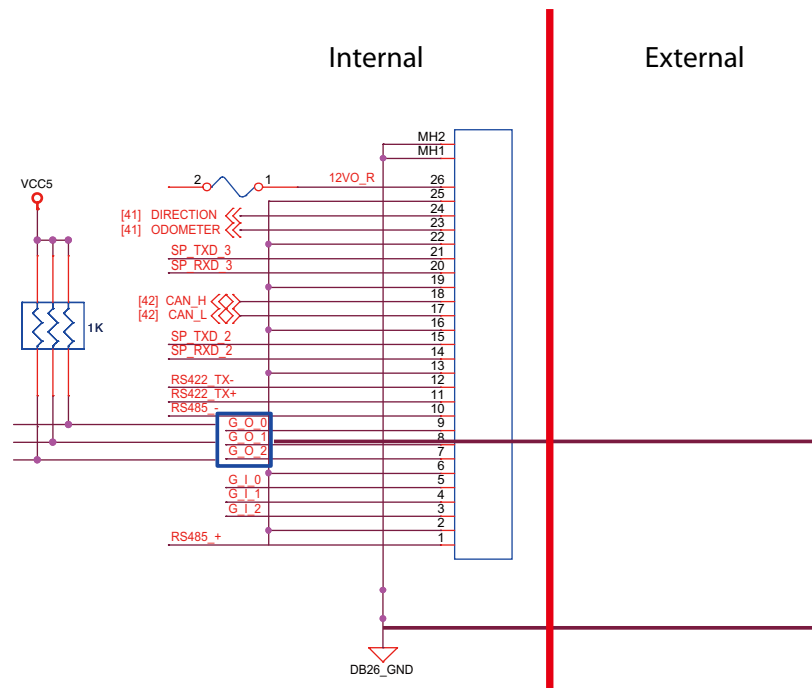 Internal
External
MH2
MH1
2
1
12VO_R
26
VCC5
25
[41] DIRECTION
24
[41] ODOMETER
23
22
SP_TXD_3
21
SP_RXD_3
20
19
[42] CAN_H
18
[42] CAN_L
17
16
1K
SP_TXD_2
15
SP_RXD_2
14
13
RS422_TX-
12
RS422_TX+
11
RS485_-
10
G_O_0
9
G_O_1
8
G_O_2
7
6
G_I_0
5
G_I_1
4
G_I_2
3
2
RS485_+
1
DB26_GND